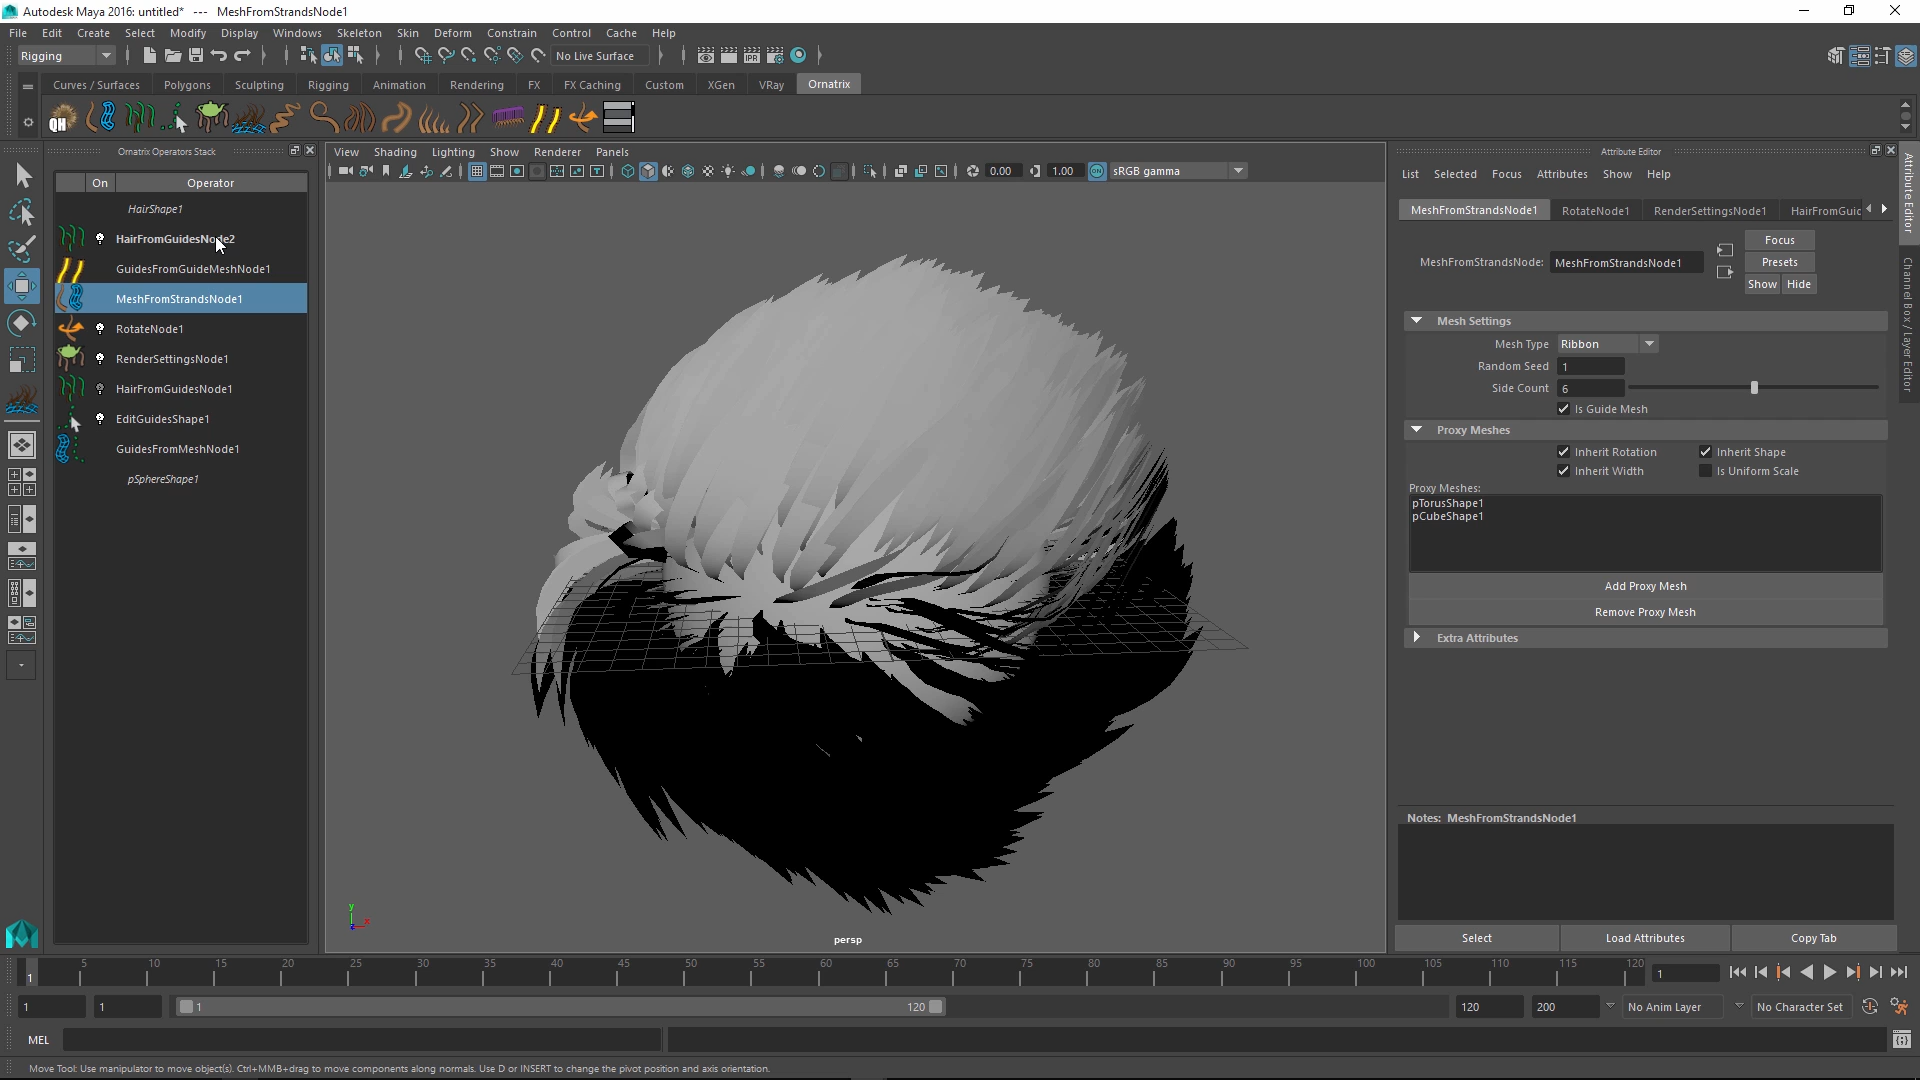 Autodesk Maya 2016: untitled* --- MeshFromStrandsNode1
File Edit Create Select Modify Display Windows Skeleton Skin Deform Constrain Control Cache Help
Rigging No Live Surface
Curves / Surfaces Polygons Sculpting Rigging Animation Rendering FX FX Caching Custom XGen VRay Ornatrix
QH
Ornatrix Operators Stack
On Operator
HairShape1
HairFromGuidesNode2
GuidesFromGuideMeshNode1
MeshFromStrandsNode1
RotateNode1
RenderSettingsNode1
HairFromGuidesNode1
EditGuidesShape1
GuidesFromMeshNode1
pSphereShape1
View Shading Lighting Show Renderer Panels
0.00 1.00 ON sRGB gamma
y
x
persp
Attribute Editor
List Selected Focus Attributes Show Help
MeshFromStrandsNode1 RotateNode1 RenderSettingsNode1 HairFromGuid
MeshFromStrandsNode: MeshFromStrandsNode1
Focus
Presets
Show Hide
Mesh Settings
Mesh Type Ribbon
Random Seed 1
Side Count 6
Is Guide Mesh
Proxy Meshes
Inherit Rotation Inherit Shape
Inherit Width Is Uniform Scale
Proxy Meshes:
pTorusShape1
pCubeShape1
Add Proxy Mesh
Remove Proxy Mesh
Extra Attributes
Notes: MeshFromStrandsNode1
Select Load Attributes Copy Tab
Attribute Editor
Channel Box / Layer Editor
1 5 10 15 20 25 30 35 40 45 50 55 60 65 70 75 80 85 90 95 100 105 110 115 120 1
1 1 1 120 120 200 No Anim Layer No Character Set
MEL
Move Tool: Use manipulator to move object(s). Ctrl+MMB+drag to move components along normals. Use D or INSERT to change the pivot position and axis orientation.